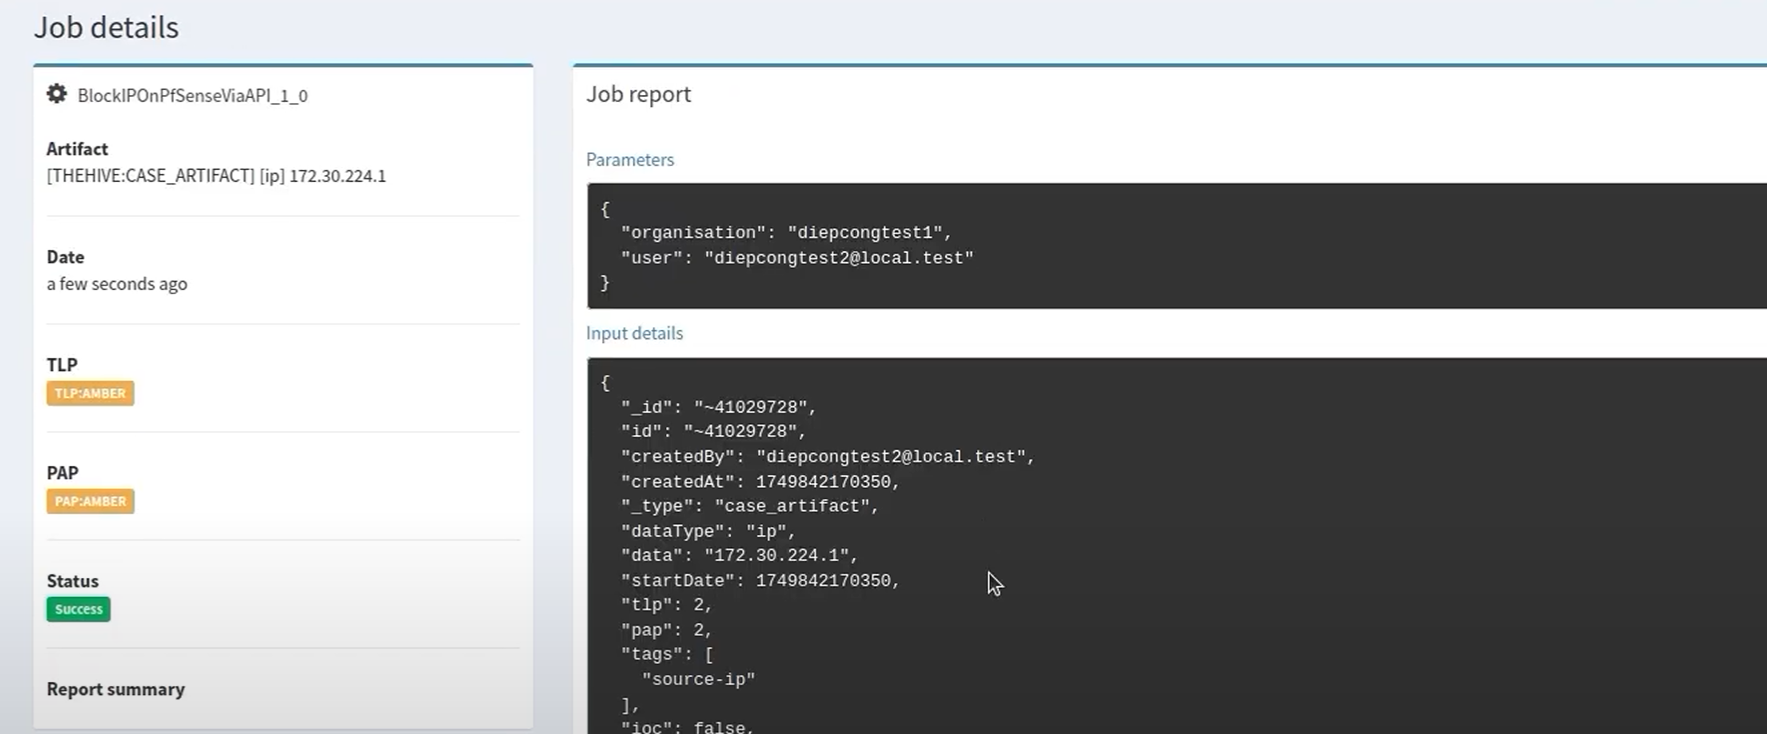 Job details
BlockIPOnPfSenseViaAPI_1_0
Artifact
[THEHIVE:CASE_ARTIFACT] [ip] 172.30.224.1
Date
a few seconds ago
TLP
TLP:AMBER
PAP
PAP:AMBER
Status
Success
Report summary
Job report
Parameters
{
"organisation": "diepcongtest1",
"user": "diepcongtest2@local.test"
}
Input details
{
"_id": "~41029728",
"id": "~41029728",
"createdBy": "diepcongtest2@local.test",
"createdAt": 1749842170350,
"_type": "case_artifact",
"dataType": "ip",
"data": "172.30.224.1",
"startDate": 1749842170350,
"tlp": 2,
"pap": 2,
"tags": [
"source-ip"
],
"ioc": false,